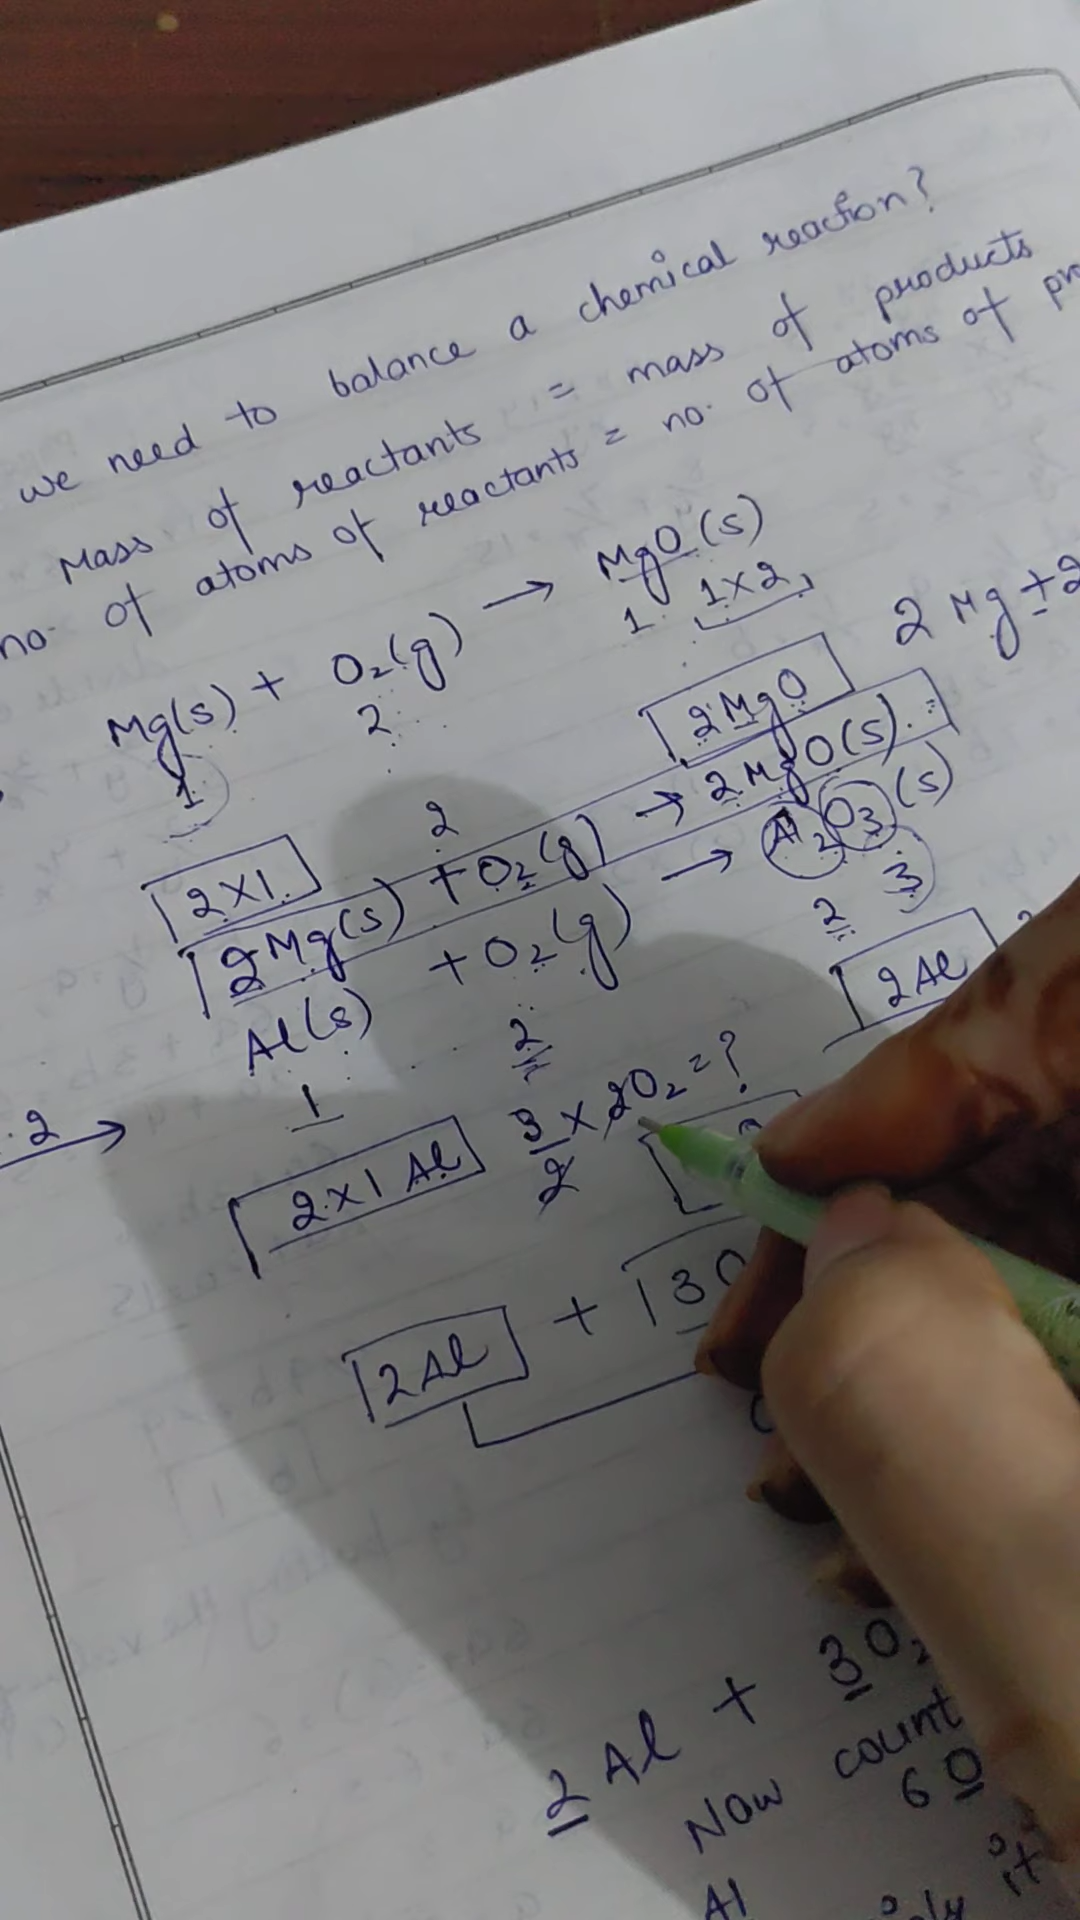 we need to balance a chemical reaction?
Mass of reactants = mass of products
no. of atoms of reactants = no. of atoms of
Mg(s) + O₂(g) → MgO(s)
1 2 1 1×2
2×1 2 2MgO 2Mg+2
2Mg(s) + O₂(g) → 2MgO(s).
Al(s) + O₂(g) → Al₂O₃(s)
1 2 2 3
2 →
2×1 Al 3/2 × 2O₂ = ? 2Al
2Al + 3O
2Al + 3O₂
Now count
6O
Al
it